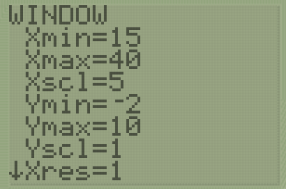 WINDOW
Xmin=15
Xmax=40
Xscl=5
Ymin=-2
Ymax=10
Yscl=1
↓Xres=1